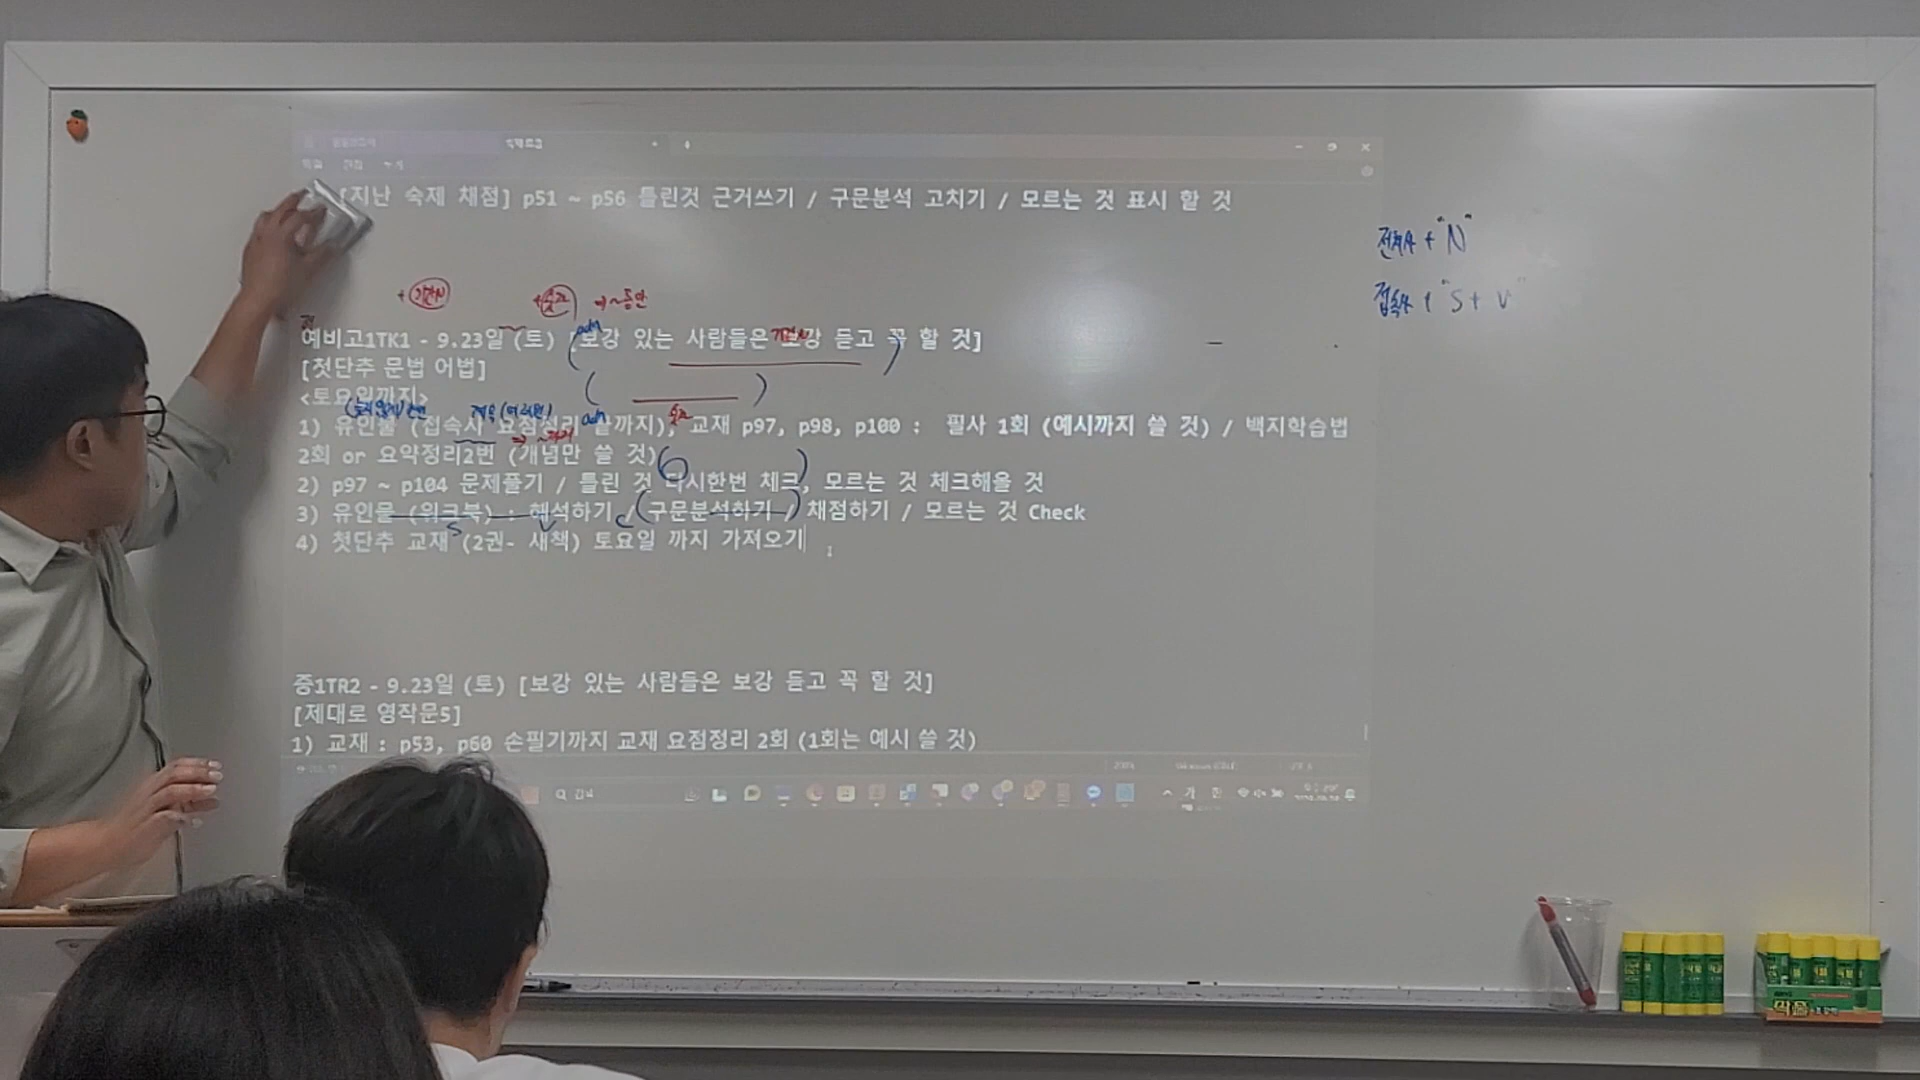 [지난 숙제 채점] p51 ~ p56 틀린것 근거쓰기 / 구문분석 고치기 / 모르는 것 표시 할 것
전치사 + "N"
접속사 + "S + V"
+ 기간N + 숫자 ⇒ ~동안
예비고1TK1 - 9.23일 (토) [보강 있는 사람들은 보강 듣고 꼭 할 것]
[첫단추 문법 어법]
<토요일까지>
1) 유인물 (접속사 요점정리 끝까지), 교재 p97, p98, p100 : 필사 1회 (예시까지 쓸 것) / 백지학습법
2회 or 요약정리2번 (개념만 쓸 것)
2) p97 ~ p104 문제풀기 / 틀린 것 다시한번 체크, 모르는 것 체크해올 것
3) 유인물 (워크북) : 해석하기 / 구문분석하기 / 채점하기 / 모르는 것 Check
S V C
4) 첫단추 교재 (2권- 새책) 토요일 까지 가져오기
중1TR2 - 9.23일 (토) [보강 있는 사람들은 보강 듣고 꼭 할 것]
[제대로 영작문5]
1) 교재 : p53, p60 손필기까지 교재 요점정리 2회 (1회는 예시 쓸 것)